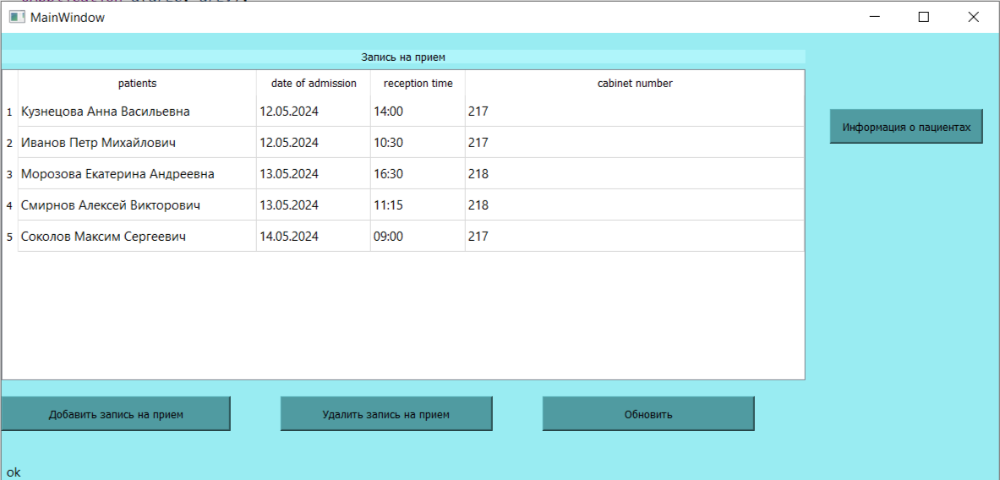 MainWindow
Запись на прием
patients date of admission reception time cabinet number
1 Кузнецова Анна Васильевна 12.05.2024 14:00 217
2 Иванов Петр Михайлович 12.05.2024 10:30 217
3 Морозова Екатерина Андреевна 13.05.2024 16:30 218
4 Смирнов Алексей Викторович 13.05.2024 11:15 218
5 Соколов Максим Сергеевич 14.05.2024 09:00 217
Информация о пациентах
Добавить запись на прием Удалить запись на прием Обновить
ok